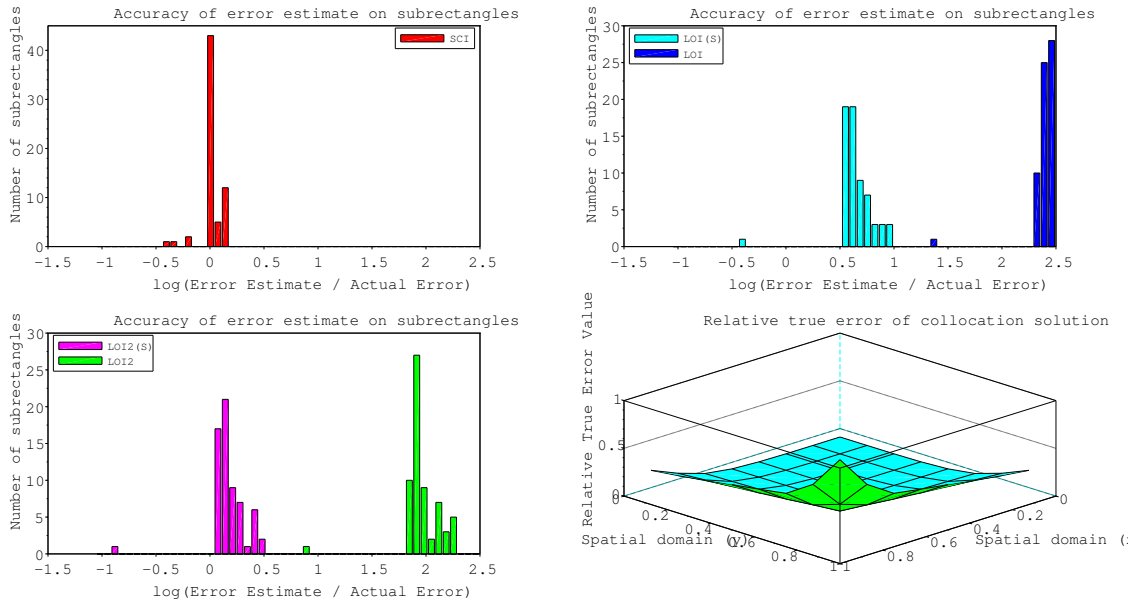 Accuracy of error estimate on subrectangles
Number of subrectangles
SCI
40
30
20
10
0
-1.5 -1 -0.5 0 0.5 1 1.5 2 2.5
log(Error Estimate / Actual Error)
Accuracy of error estimate on subrectangles
Number of subrectangles
LOI(S)
LOI
30
25
20
15
10
5
0
-1.5 -1 -0.5 0 0.5 1 1.5 2 2.5
log(Error Estimate / Actual Error)
Accuracy of error estimate on subrectangles
Number of subrectangles
LOI2(S)
LOI2
30
25
20
15
10
5
0
-1.5 -1 -0.5 0 0.5 1 1.5 2 2.5
log(Error Estimate / Actual Error)
Relative true error of collocation solution
Relative True Error Value
1
0.5
0
0
0.2 0.2
0.4 0.4
0.6 0.6
0.8 0.8
1 1
Spatial domain (y)
Spatial domain (